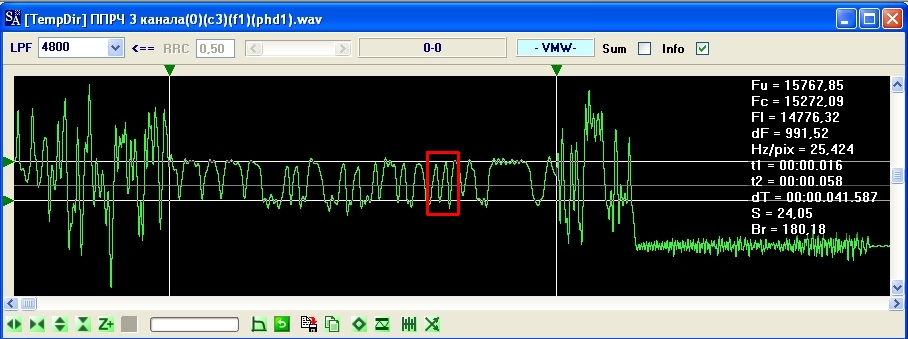 SA [TempDir] ППРЧ 3 канала(0)(c3)(f1)(phd1).wav
LPF 4800 <== RRC 0,50 0-0 - VMW- Sum Info
Fu = 15767,85
Fc = 15272,09
Fl = 14776,32
dF = 991,52
Hz/pix = 25,424
t1 = 00:00.016
t2 = 00:00.058
dT = 00:00.041.587
S = 24,05
Br = 180,18
Z+